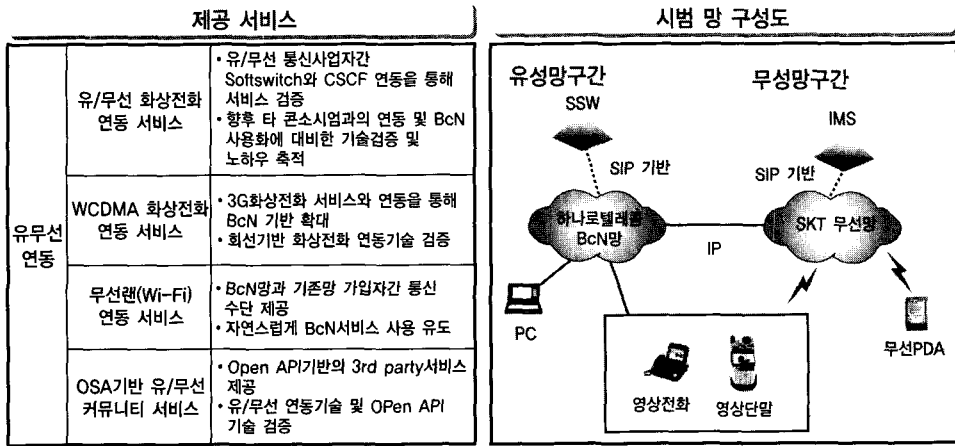 제공 서비스
유무선
연동
유/무선 화상전화
연동 서비스
• 유/무선 통신사업자간
Softswitch와 CSCF 연동을 통해
서비스 검증
• 향후 타 콘소시엄과의 연동 및 BcN
사용화에 대비한 기술검증 및
노하우 축적
WCDMA 화상전화
연동 서비스
• 3G화상전화 서비스와 연동을 통해
BcN 기반 확대
• 회선기반 화상전화 연동기술 검증
무선랜(Wi-Fi)
연동 서비스
• BcN망과 기존망 가입자간 통신
수단 제공
• 자연스럽게 BcN서비스 사용 유도
OSA기반 유/무선
커뮤니티 서비스
• Open API기반의 3rd party서비스
제공
• 유/무선 연동기술 및 OPen API
기술 검증
시범 망 구성도
유성망구간
무성망구간
SSW
IMS
SIP 기반
SIP 기반
하나로텔레콤
BcN망
IP
SKT 무선망
PC
무선PDA
영상전화
영상단말